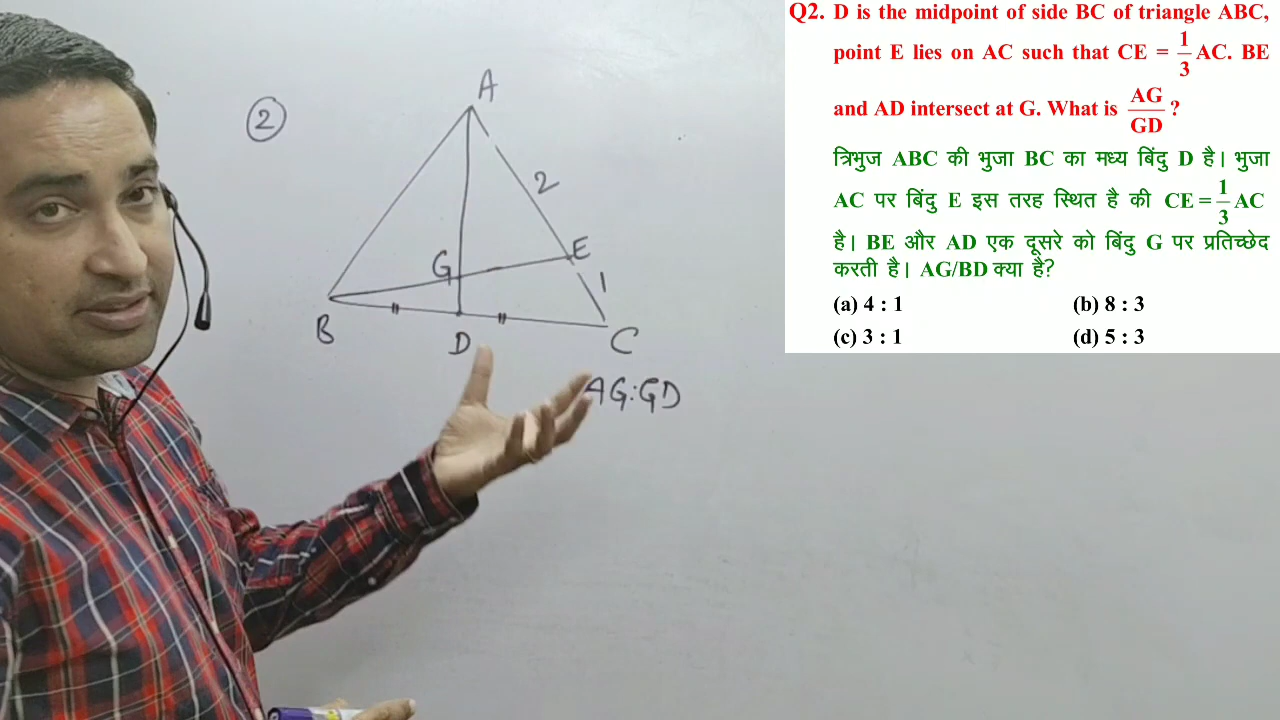 Q2. D is the midpoint of side BC of triangle ABC,
point E lies on AC such that CE = 1/3 AC. BE
and AD intersect at G. What is AG/GD ?
त्रिभुज ABC की भुजा BC का मध्य बिंदु D है। भुजा
AC पर बिंदु E इस तरह स्थित है की CE = 1/3 AC
है। BE और AD एक दूसरे को बिंदु G पर प्रतिच्छेद
करती है। AG/BD क्या है?
(a) 4 : 1 (b) 8 : 3
(c) 3 : 1 (d) 5 : 3
2
A
2
G E
1
B D C
AG:GD